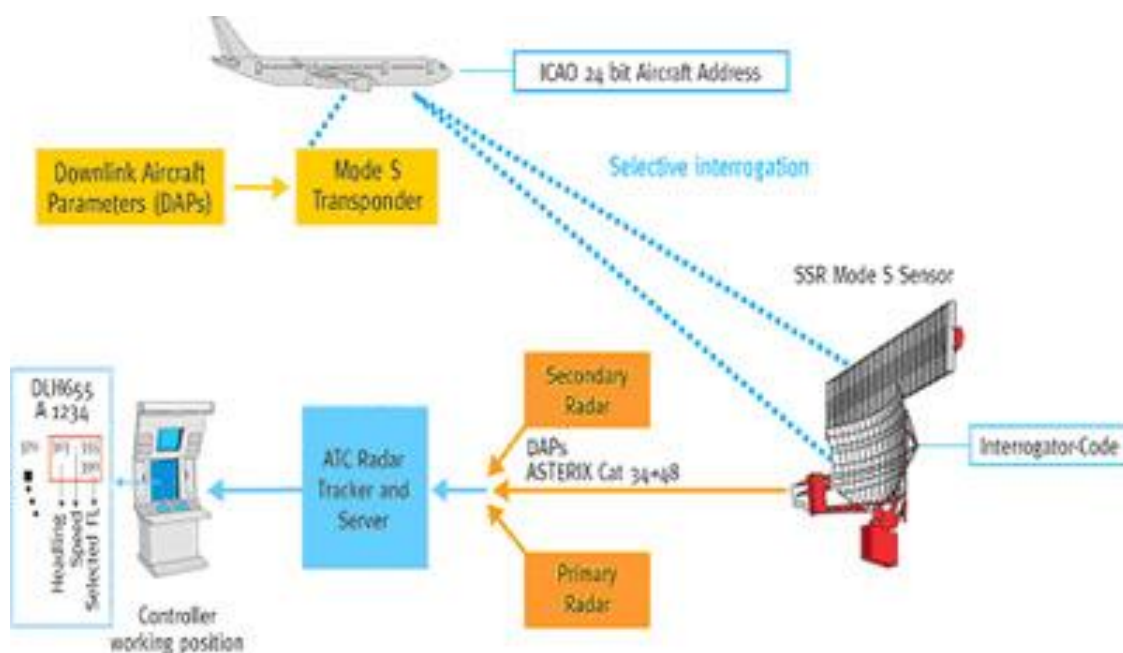 ICAO 24 bit Aircraft Address
Downlink Aircraft
Parameters (DAPs)
Mode S
Transponder
Selective interrogation
SSR Mode S Sensor
Secondary
Radar
DLH655
A 1234
DAPs
ASTERIX Cat 34+48
ATC Radar
Tracker and
Server
Interrogator-Code
Heading
Speed
Selected FL
Primary
Radar
Controller
working position